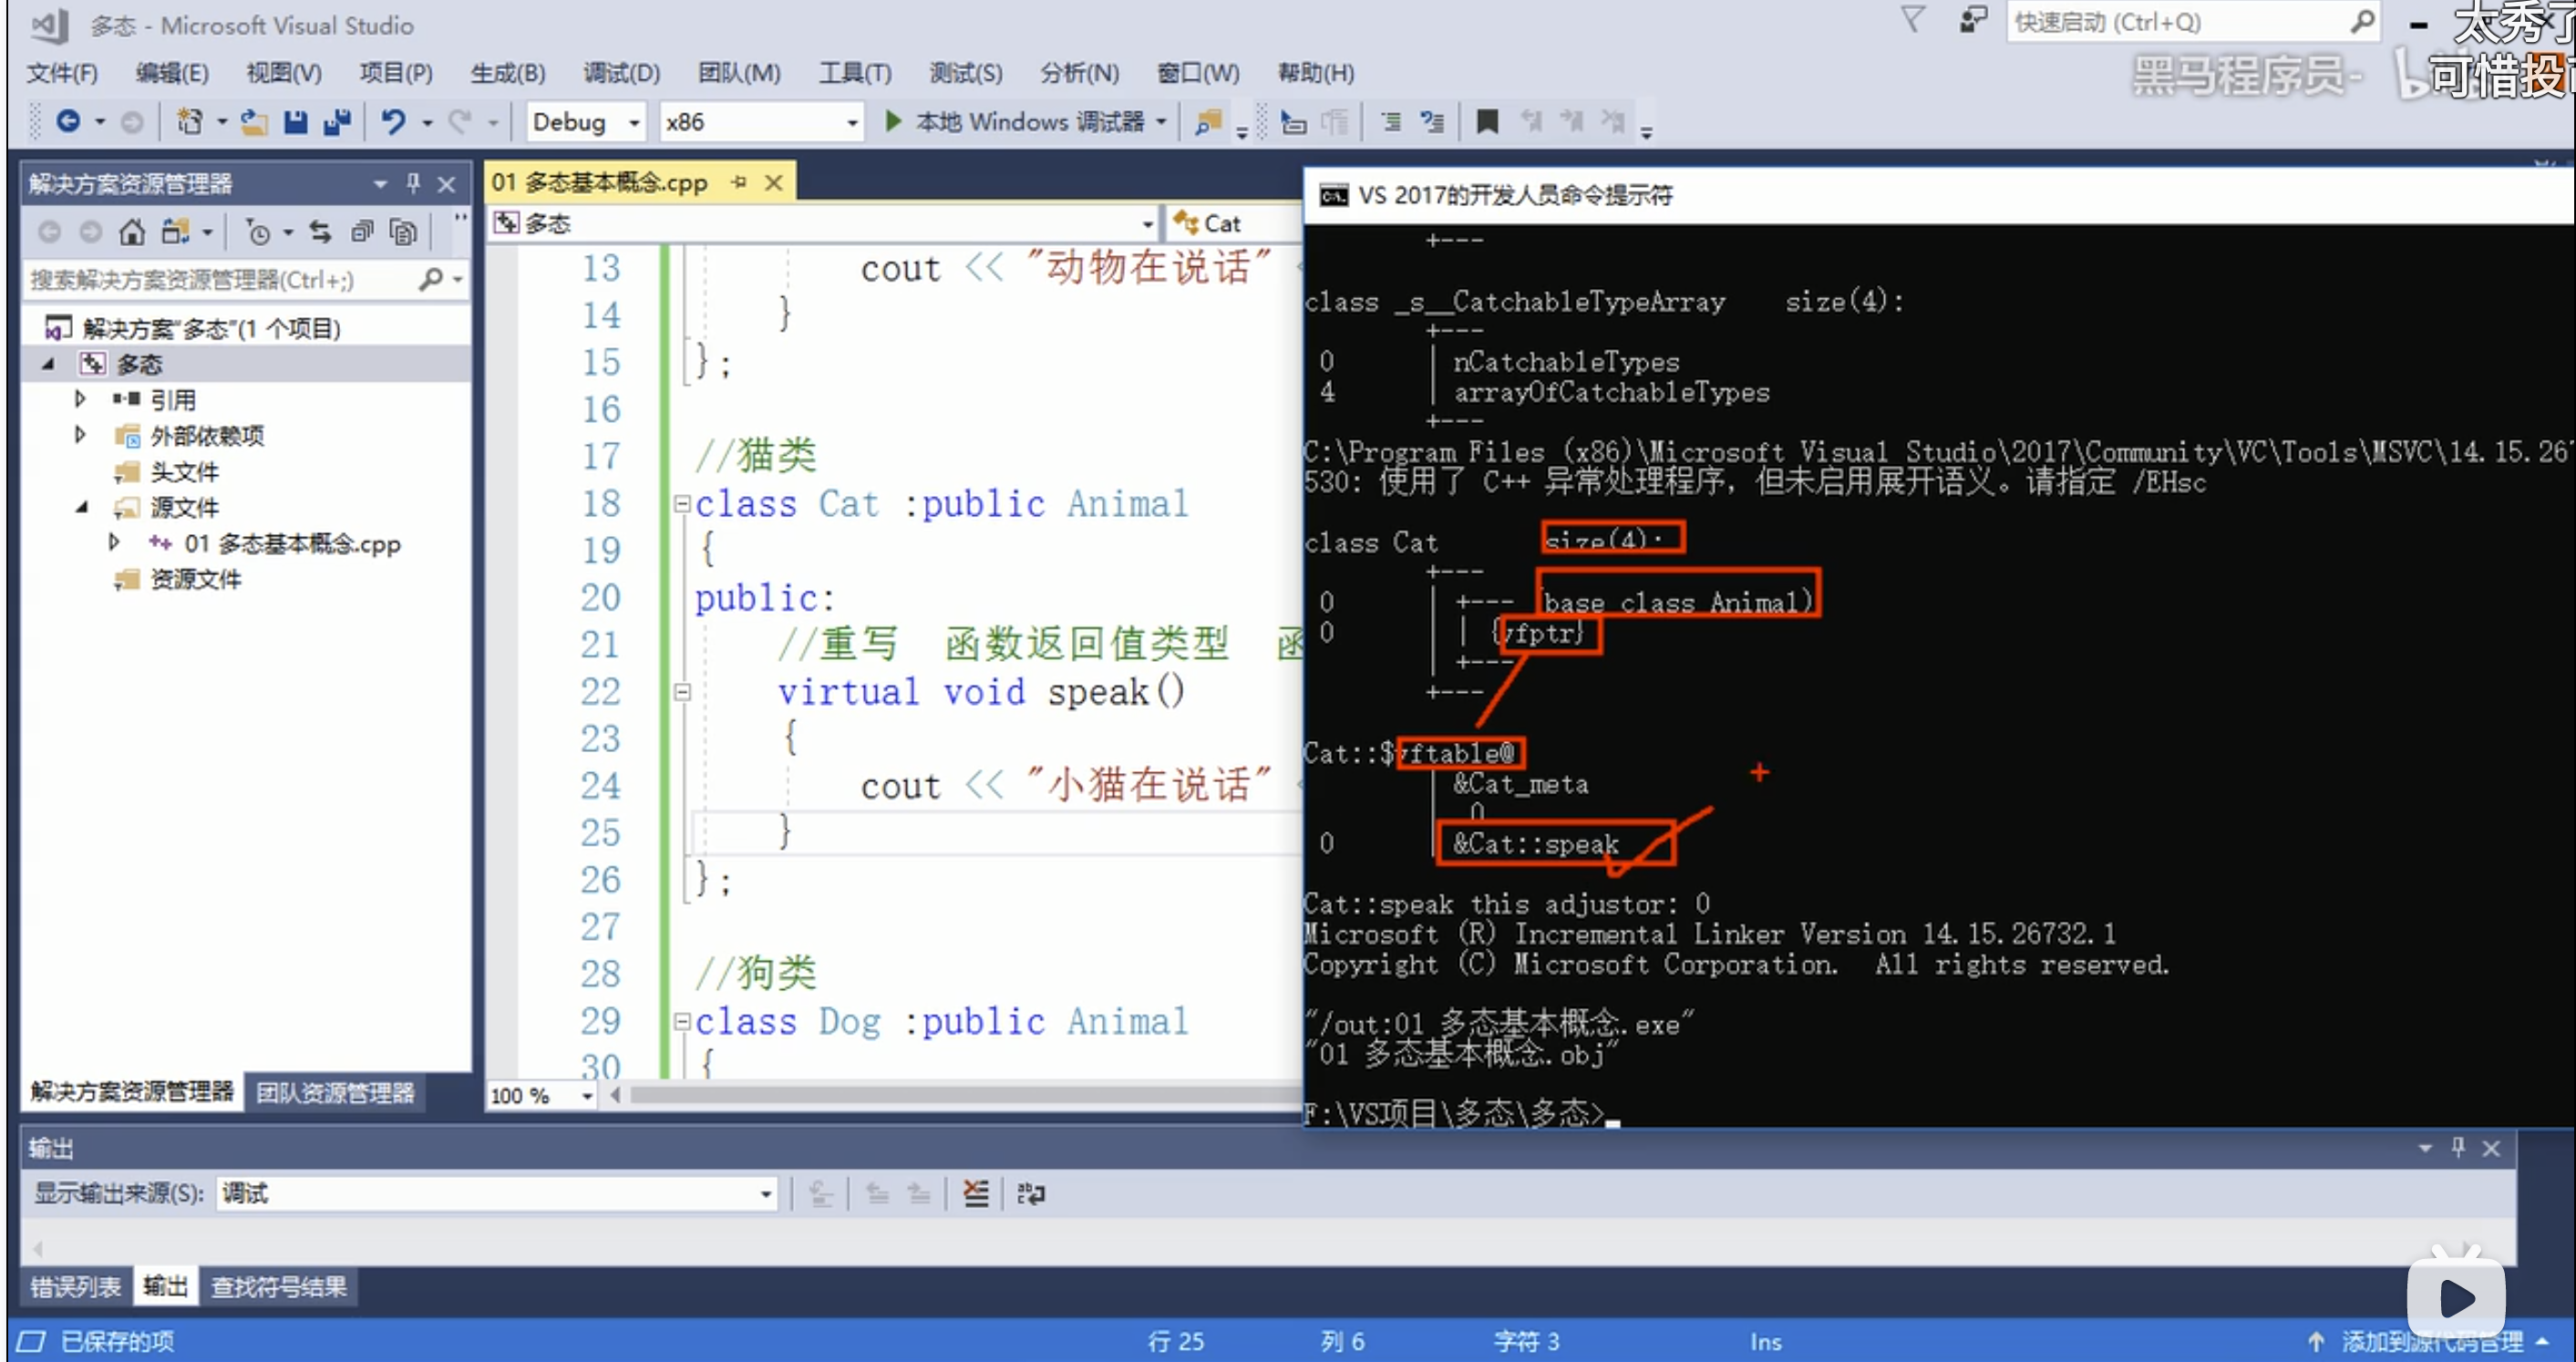 多态 - Microsoft Visual Studio
快速启动 (Ctrl+Q)
太秀了
文件(F) 编辑(E) 视图(V) 项目(P) 生成(B) 调试(D) 团队(M) 工具(T) 测试(S) 分析(N) 窗口(W) 帮助(H)
黑马程序员-
可惜投
Debug x86 本地 Windows 调试器
解决方案资源管理器
搜索解决方案资源管理器(Ctrl+;)
解决方案"多态"(1 个项目)
多态
引用
外部依赖项
头文件
源文件
01 多态基本概念.cpp
资源文件
解决方案资源管理器 团队资源管理器
01 多态基本概念.cpp
多态 Cat
13 cout << "动物在说话"
14 }
15 };
16
17 //猫类
18 class Cat :public Animal
19 {
20 public:
21 //重写 函数返回值类型 函
22 virtual void speak()
23 {
24 cout << "小猫在说话"
25 }
26 };
27
28 //狗类
29 class Dog :public Animal
30 {
100 %
VS 2017的开发人员命令提示符
+---
class _s__CatchableTypeArray size(4):
+---
0 | nCatchableTypes
4 | arrayOfCatchableTypes
+---
C:\Program Files (x86)\Microsoft Visual Studio\2017\Community\VC\Tools\MSVC\14.15.26
530: 使用了 C++ 异常处理程序，但未启用展开语义。请指定 /EHsc
class Cat size(4):
+---
0 | +--- (base class Animal)
0 | | {vfptr}
| +---
+---
Cat::$vftable@
| &Cat_meta
| 0
0 | &Cat::speak
Cat::speak this adjustor: 0
Microsoft (R) Incremental Linker Version 14.15.26732.1
Copyright (C) Microsoft Corporation. All rights reserved.
"/out:01 多态基本概念.exe"
"01 多态基本概念.obj"
F:\VS项目\多态\多态>_
输出
显示输出来源(S): 调试
错误列表 输出 查找符号结果
已保存的项 行 25 列 6 字符 3 Ins 添加到源代码管理